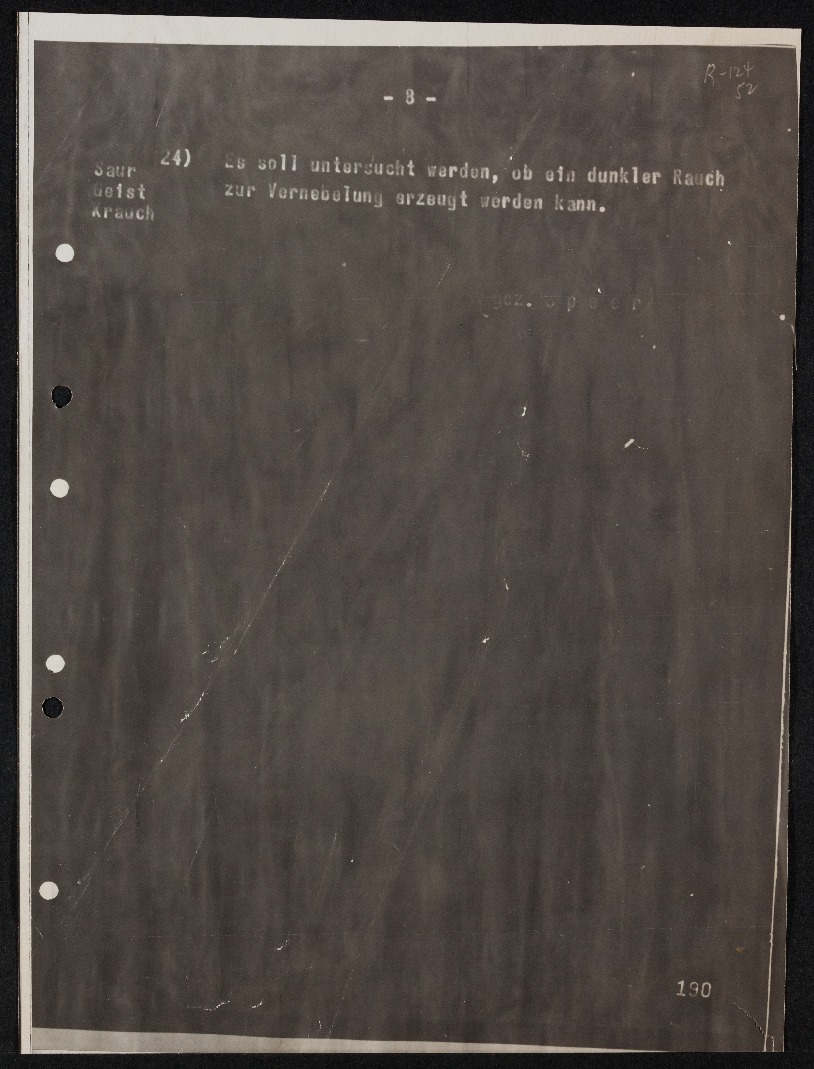 R-124
52
- 8 -
Saur 24) Es soll untersucht werden, ob ein dunkler Rauch
Geist zur Vernebelung erzeugt werden kann.
Krauch
gez. S p e e r
190